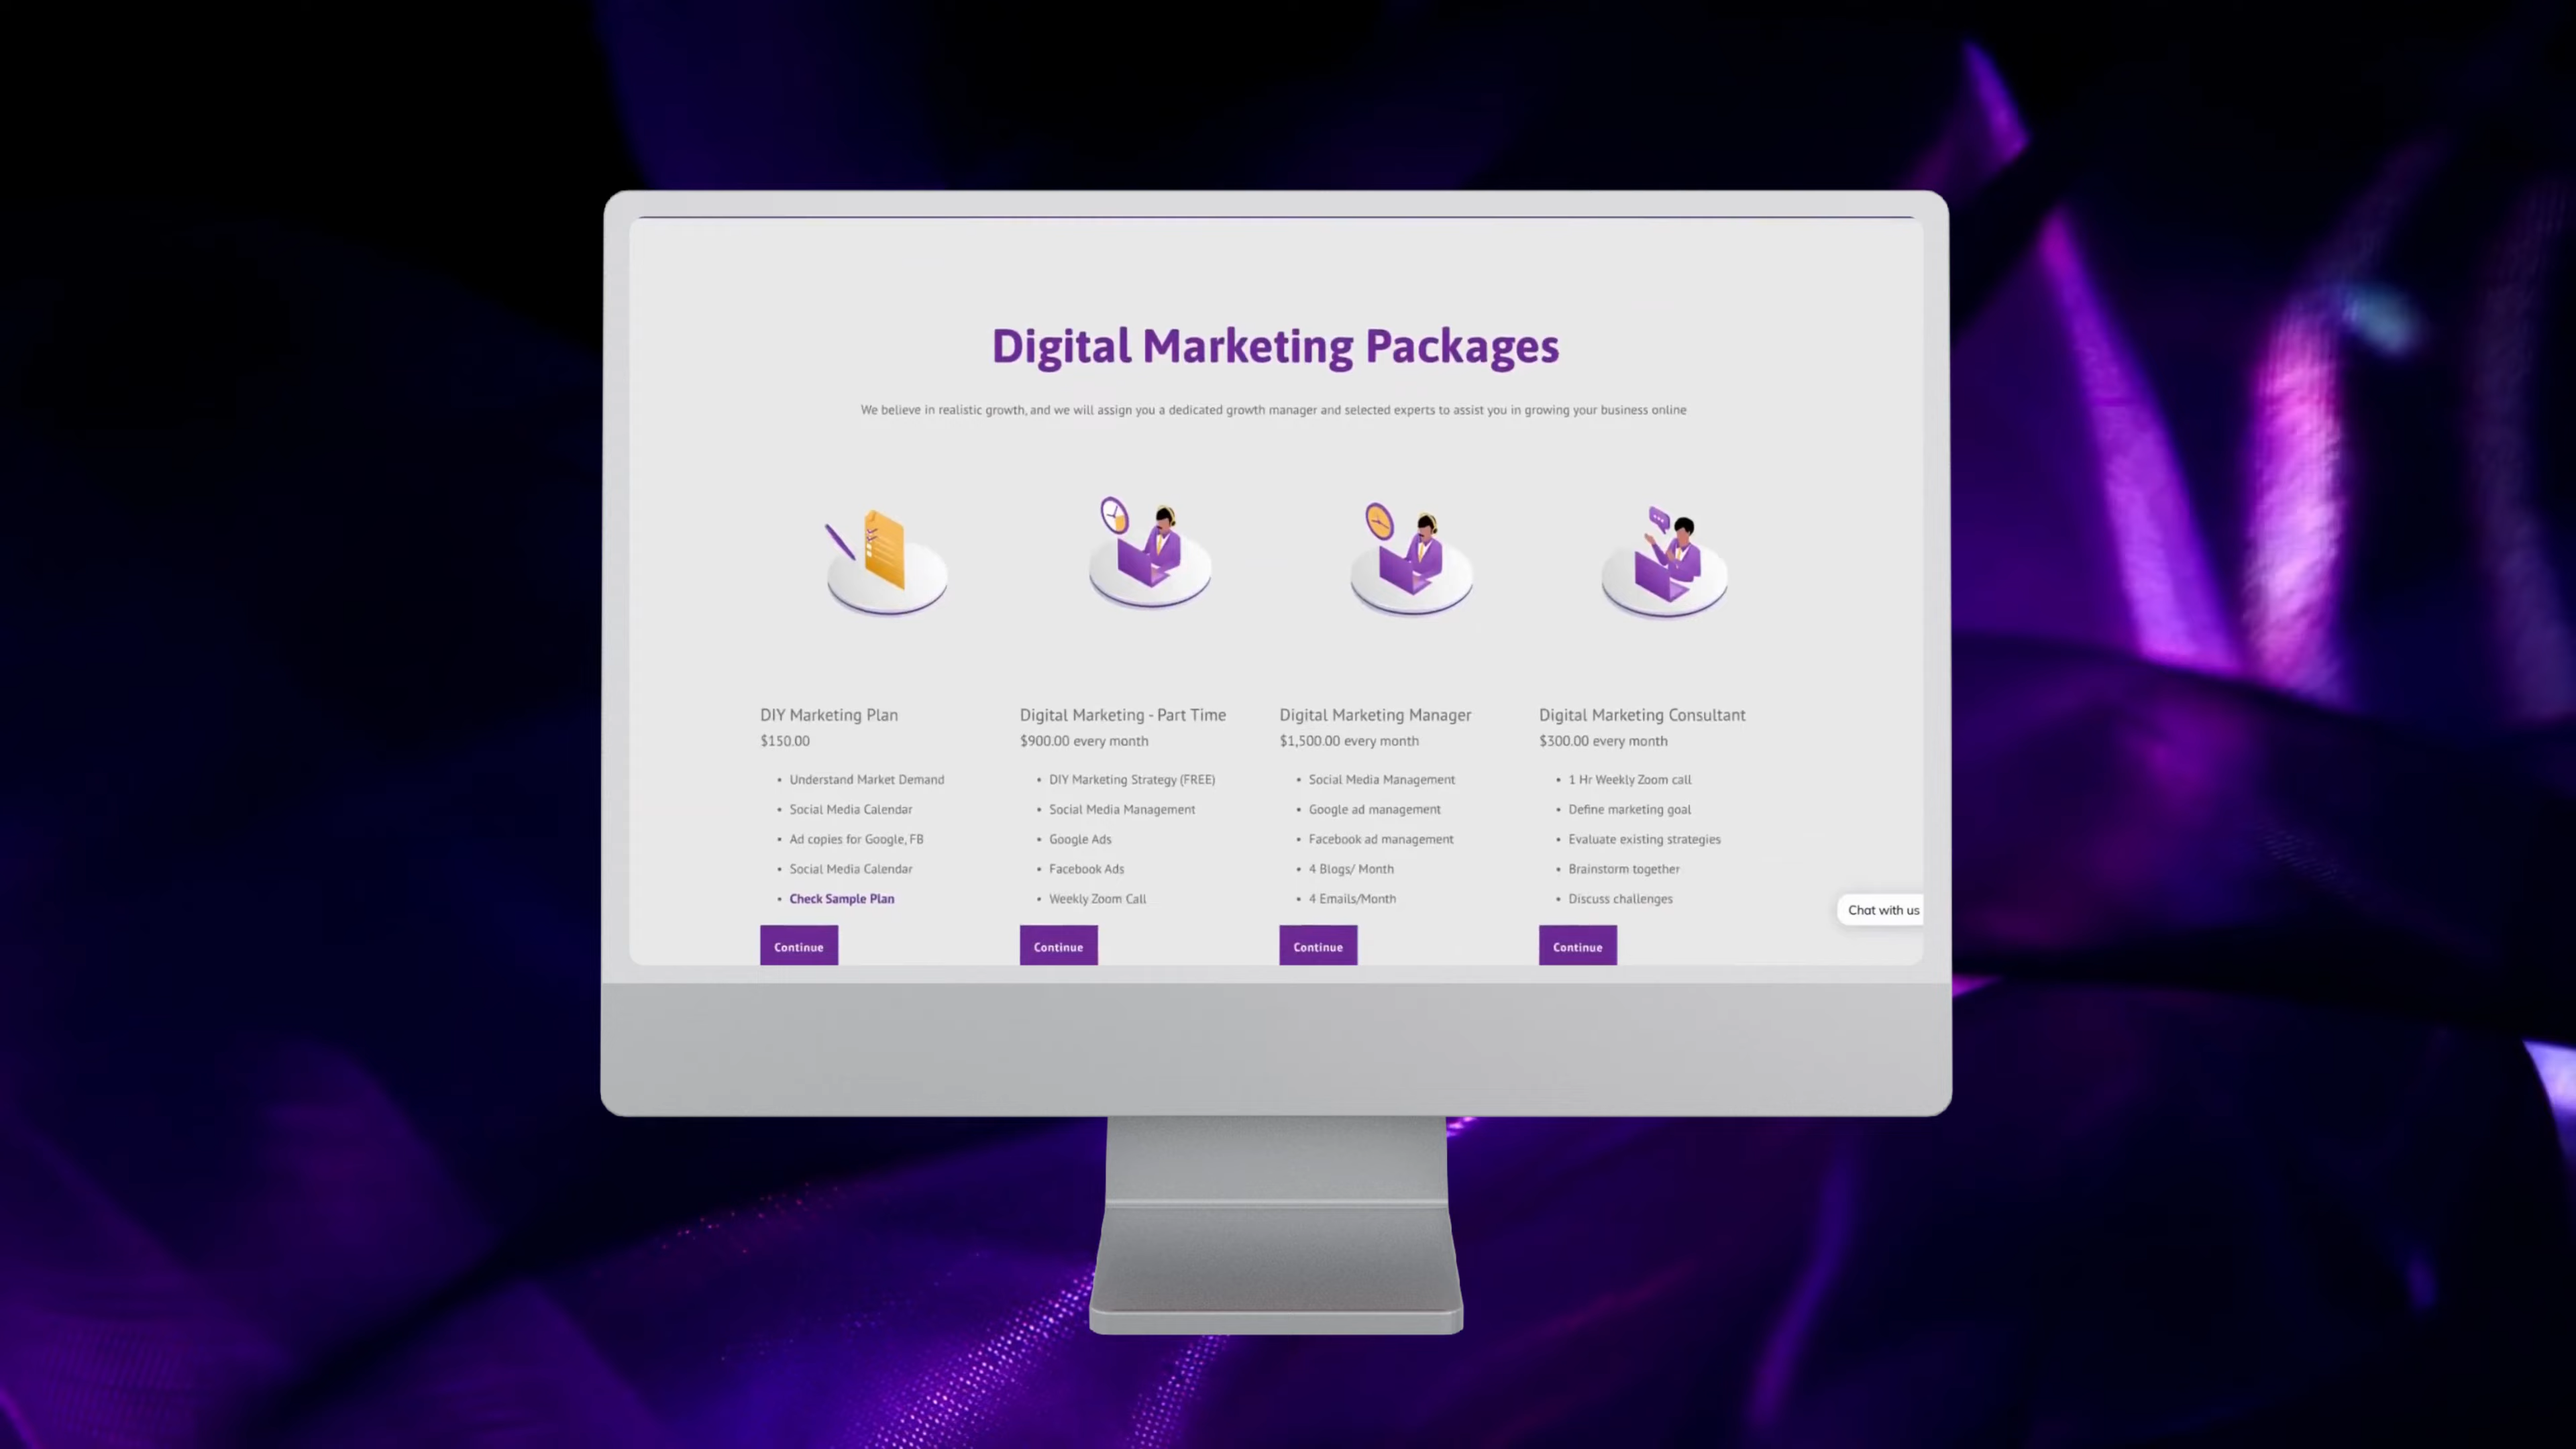 Digital Marketing Packages
We believe in realistic growth, and we will assign you a dedicated growth manager and selected experts to assist you in growing your business online
DIY Marketing Plan
$150.00
• Understand Market Demand
• Social Media Calendar
• Ad copies for Google, FB
• Social Media Calendar
• Check Sample Plan
Continue
Digital Marketing - Part Time
$900.00 every month
• DIY Marketing Strategy (FREE)
• Social Media Management
• Google Ads
• Facebook Ads
• Weekly Zoom Call
Continue
Digital Marketing Manager
$1,500.00 every month
• Social Media Management
• Google ad management
• Facebook ad management
• 4 Blogs/ Month
• 4 Emails/Month
Continue
Digital Marketing Consultant
$300.00 every month
• 1 Hr Weekly Zoom call
• Define marketing goal
• Evaluate existing strategies
• Brainstorm together
• Discuss challenges
Continue
Chat with us